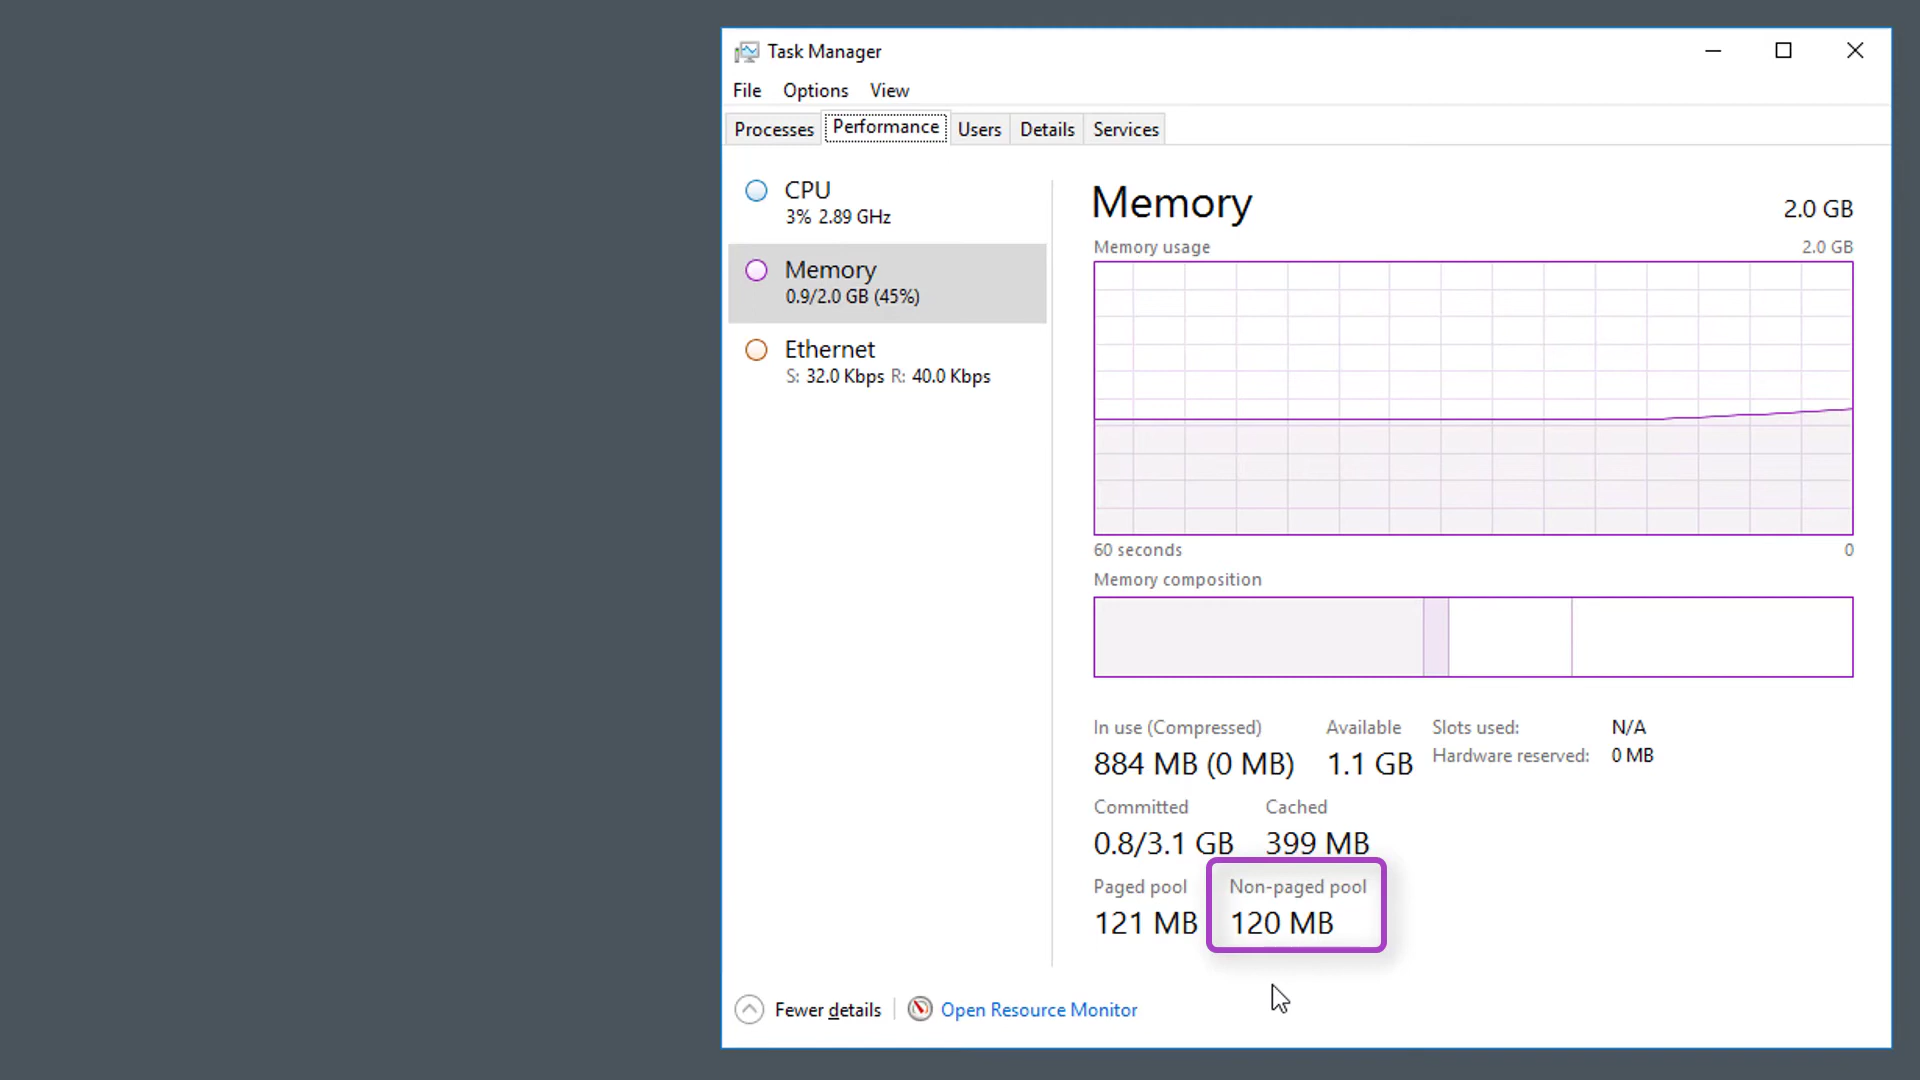 Task Manager
File Options View
Processes Performance Users Details Services
CPU
3% 2.89 GHz
Memory
0.9/2.0 GB (45%)
Ethernet
S: 32.0 Kbps R: 40.0 Kbps
Memory 2.0 GB
Memory usage 2.0 GB
60 seconds 0
Memory composition
In use (Compressed) Available Slots used: N/A
884 MB (0 MB) 1.1 GB Hardware reserved: 0 MB
Committed Cached
0.8/3.1 GB 399 MB
Paged pool Non-paged pool
121 MB 120 MB
Fewer details Open Resource Monitor